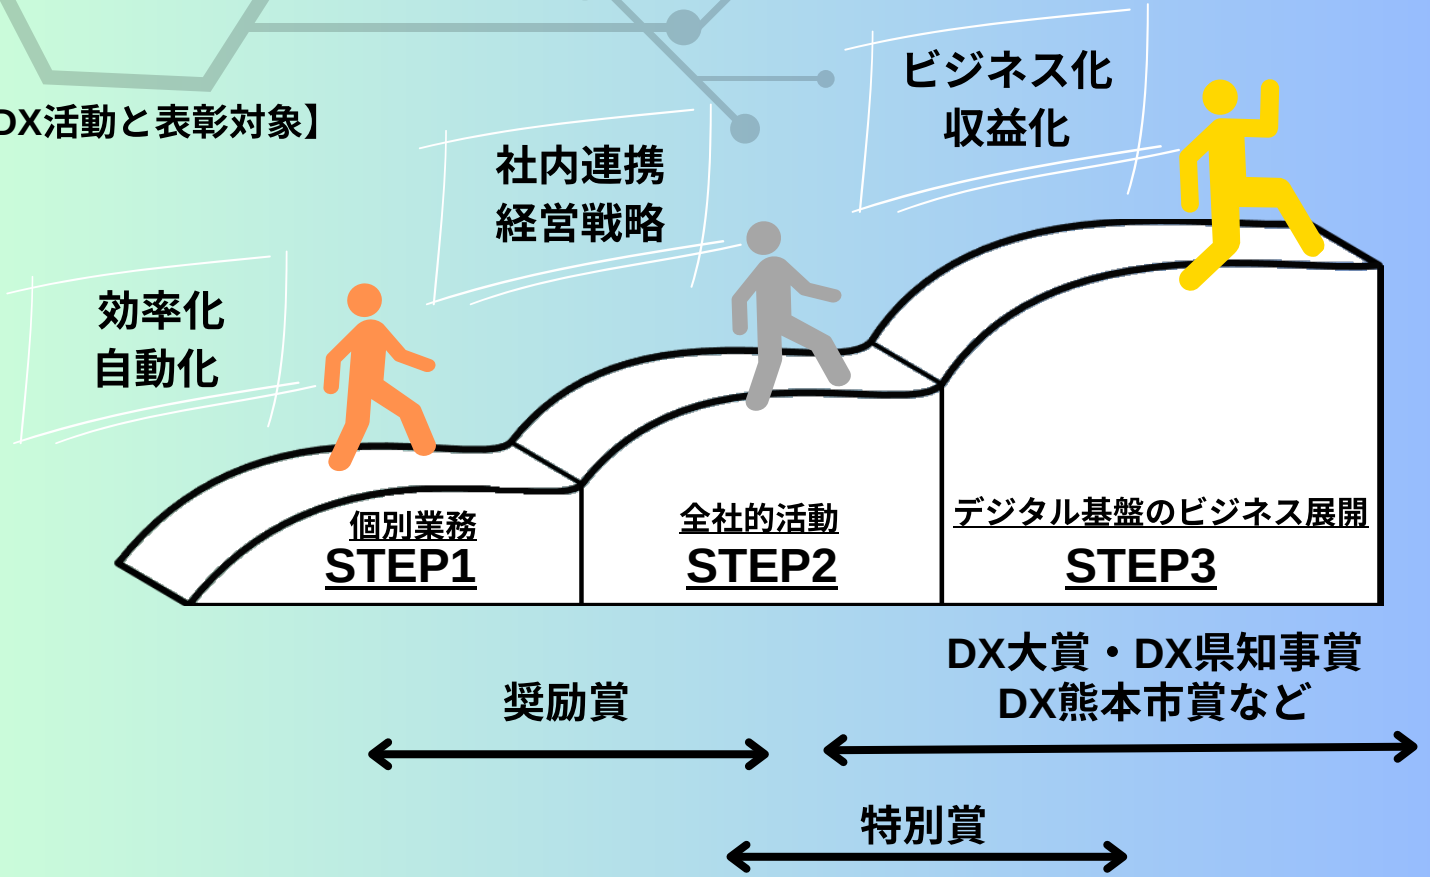 DX活動と表彰対象】
ビジネス化
収益化
社内連携
経営戦略
効率化
自動化
個別業務
STEP1
全社的活動
STEP2
デジタル基盤のビジネス展開
STEP3
奨励賞
DX大賞・DX県知事賞
DX熊本市賞など
特別賞